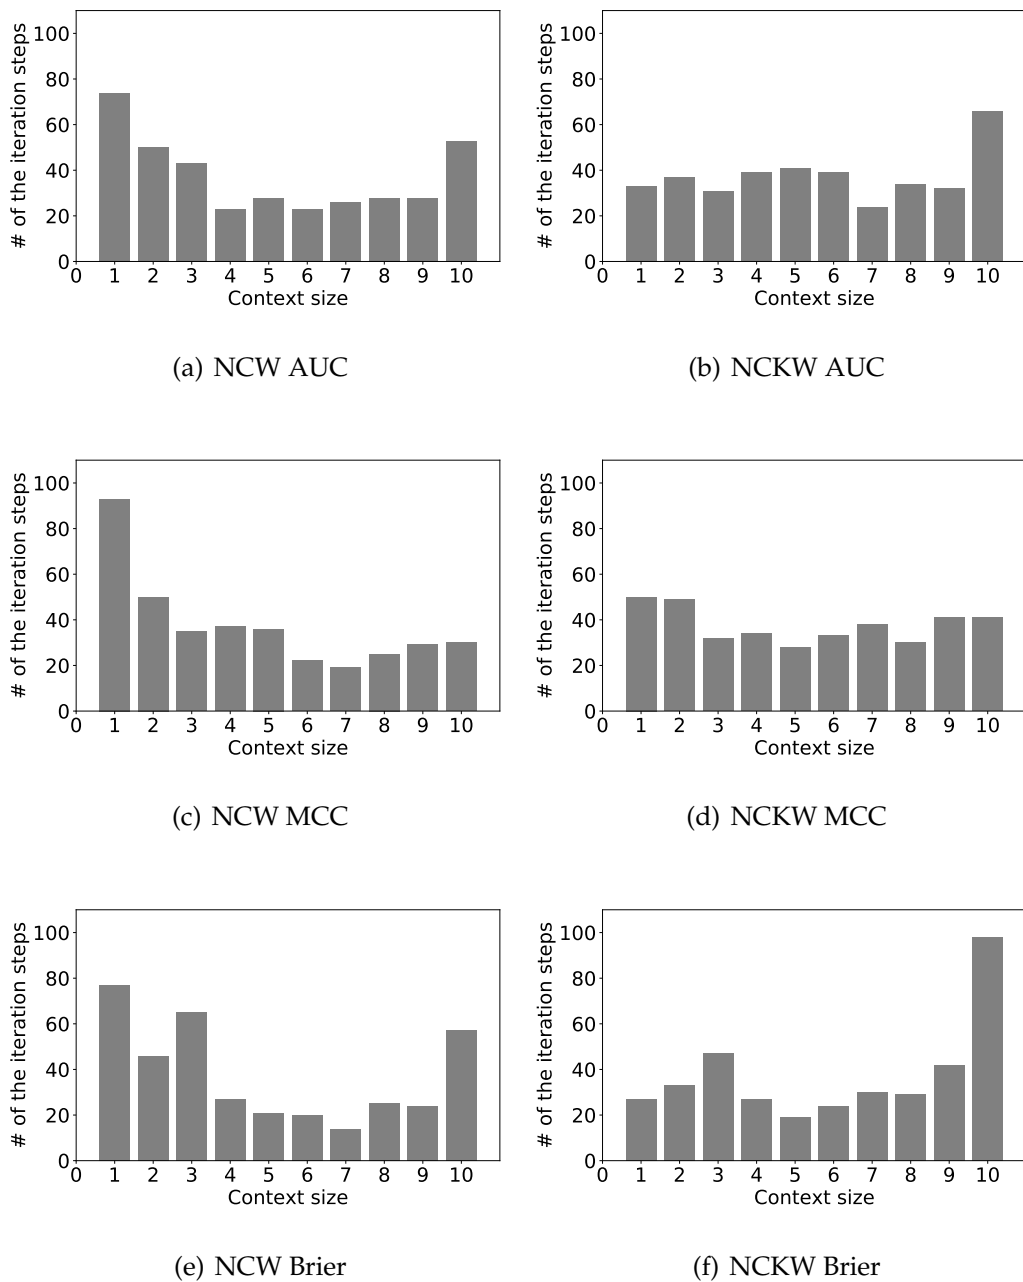 # of the iteration steps
100
80
60
40
20
0
0 1 2 3 4 5 6 7 8 9 10
Context size
(a) NCW AUC
# of the iteration steps
100
80
60
40
20
0
0 1 2 3 4 5 6 7 8 9 10
Context size
(b) NCKW AUC
# of the iteration steps
100
80
60
40
20
0
0 1 2 3 4 5 6 7 8 9 10
Context size
(c) NCW MCC
# of the iteration steps
100
80
60
40
20
0
0 1 2 3 4 5 6 7 8 9 10
Context size
(d) NCKW MCC
# of the iteration steps
100
80
60
40
20
0
0 1 2 3 4 5 6 7 8 9 10
Context size
(e) NCW Brier
# of the iteration steps
100
80
60
40
20
0
0 1 2 3 4 5 6 7 8 9 10
Context size
(f) NCKW Brier